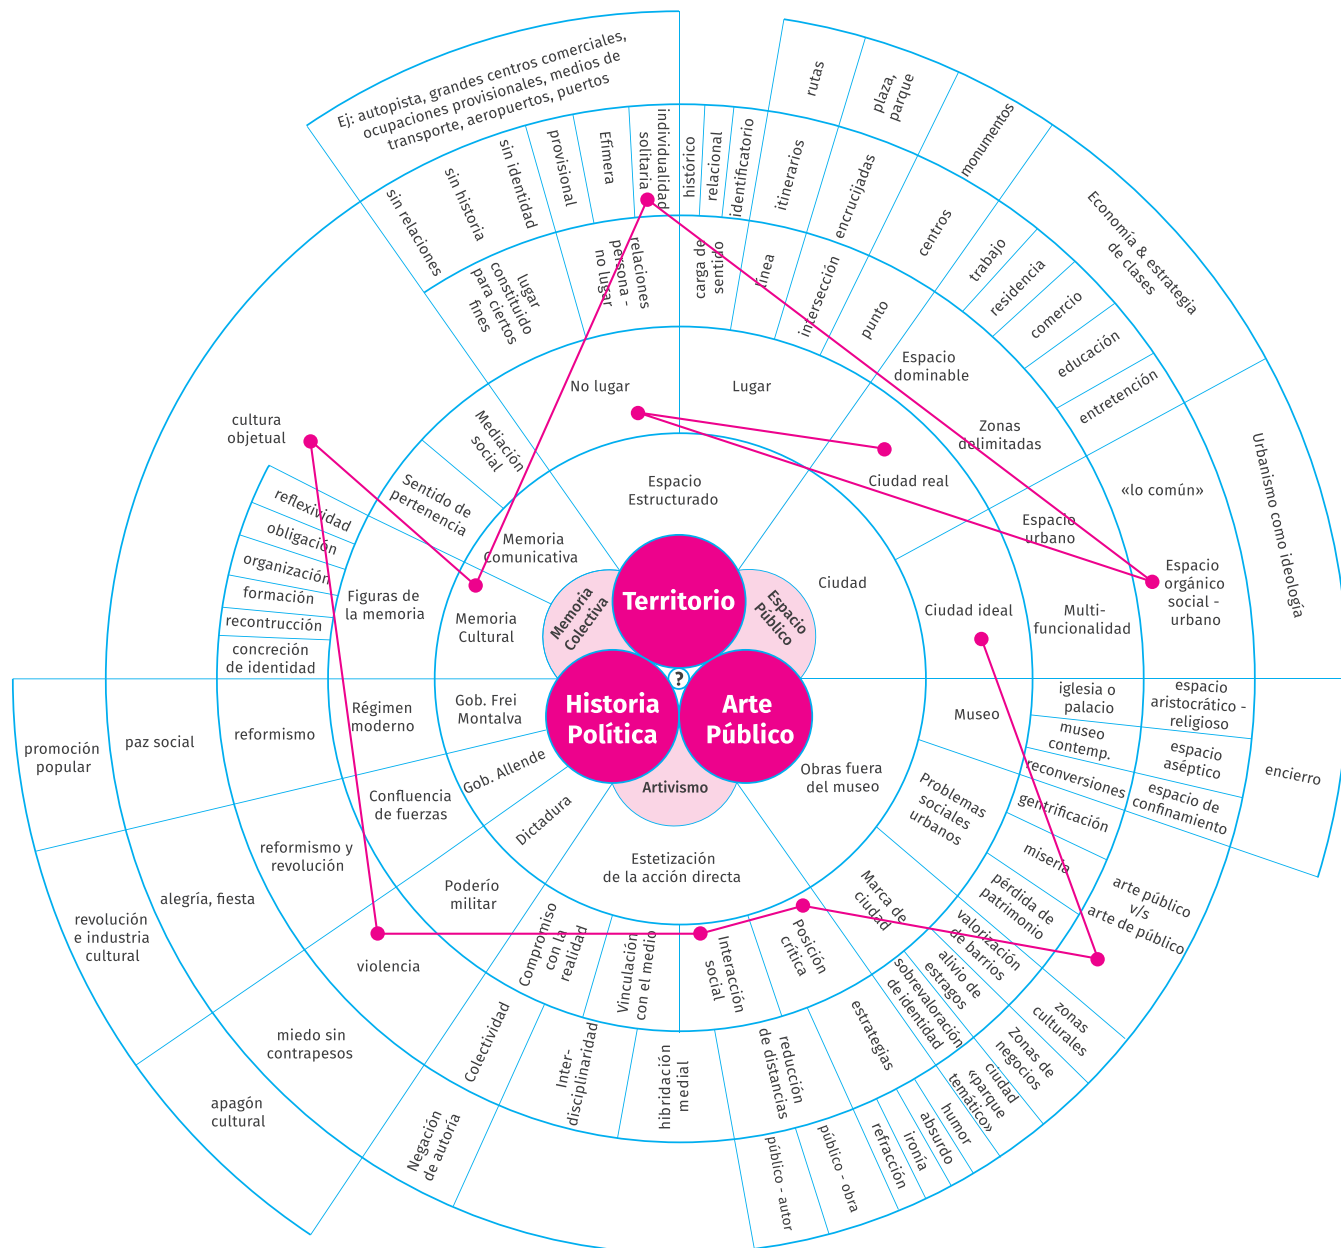 Ej: autopista, grandes centros comerciales,
ocupaciones provisionales, medios de
transporte, aeropuertos, puertos
rutas
plaza,
parque
monumentos
sin relaciones
sin historia
sin identidad
provisional
Efímera
individualidad
solitaria
histórico
relacional
identificatorio
itinerarios
encrucijadas
centros
Economía & estrategia
de clases
trabajo
residencia
comercio
educación
entretención
lugar
constituido
para ciertos
fines
relaciones
persona -
no lugar
carga de
sentido
línea
intersección
punto
Espacio
dominable
Zonas
delimitadas
No lugar
Lugar
Ciudad real
«lo común»
Urbanismo como ideología
cultura
objetual
Mediación
social
Sentido de
pertenencia
Espacio
Estructurado
Espacio
urbano
reflexividad
obligación
organización
formación
recontrucción
concreción
de identidad
Memoria
Comunicativa
Figuras de
la memoria
Memoria
Cultural
Memoria
Colectiva
Territorio
Espacio
Público
Ciudad
Ciudad ideal
Multi-
funcionalidad
Espacio
orgánico
social -
urbano
?
Historia
Política
Arte
Público
Artivismo
promoción
popular
paz social
reformismo
Régimen
moderno
Gob. Frei
Montalva
Gob. Allende
Dictadura
Confluencia
de fuerzas
Museo
iglesia o
palacio
espacio
aristocrático -
religioso
museo
contemp.
espacio
aséptico
encierro
reconversiones
espacio de
confinamiento
Obras fuera
del museo
Problemas
sociales
urbanos
gentrificación
miseria
pérdida de
patrimonio
arte público
v/s
arte de público
reformismo y
revolución
alegría, fiesta
revolución
e industria
cultural
Poderío
militar
Estetización
de la acción directa
Marca de
ciudad
valorización
de barrios
alivio de
estragos
sobrevaloración
de identidad
zonas
culturales
Zonas de
negocios
ciudad
«parque
temático»
violencia
Compromiso
con la
realidad
Vinculación
con el medio
Interacción
social
Posición
crítica
miedo sin
contrapesos
apagón
cultural
Colectividad
Inter-
disciplinaridad
hibridación
medial
reducción
de distancias
estrategias
Negación
de autoría
público - autor
público - obra
refracción
ironía
absurdo
humor